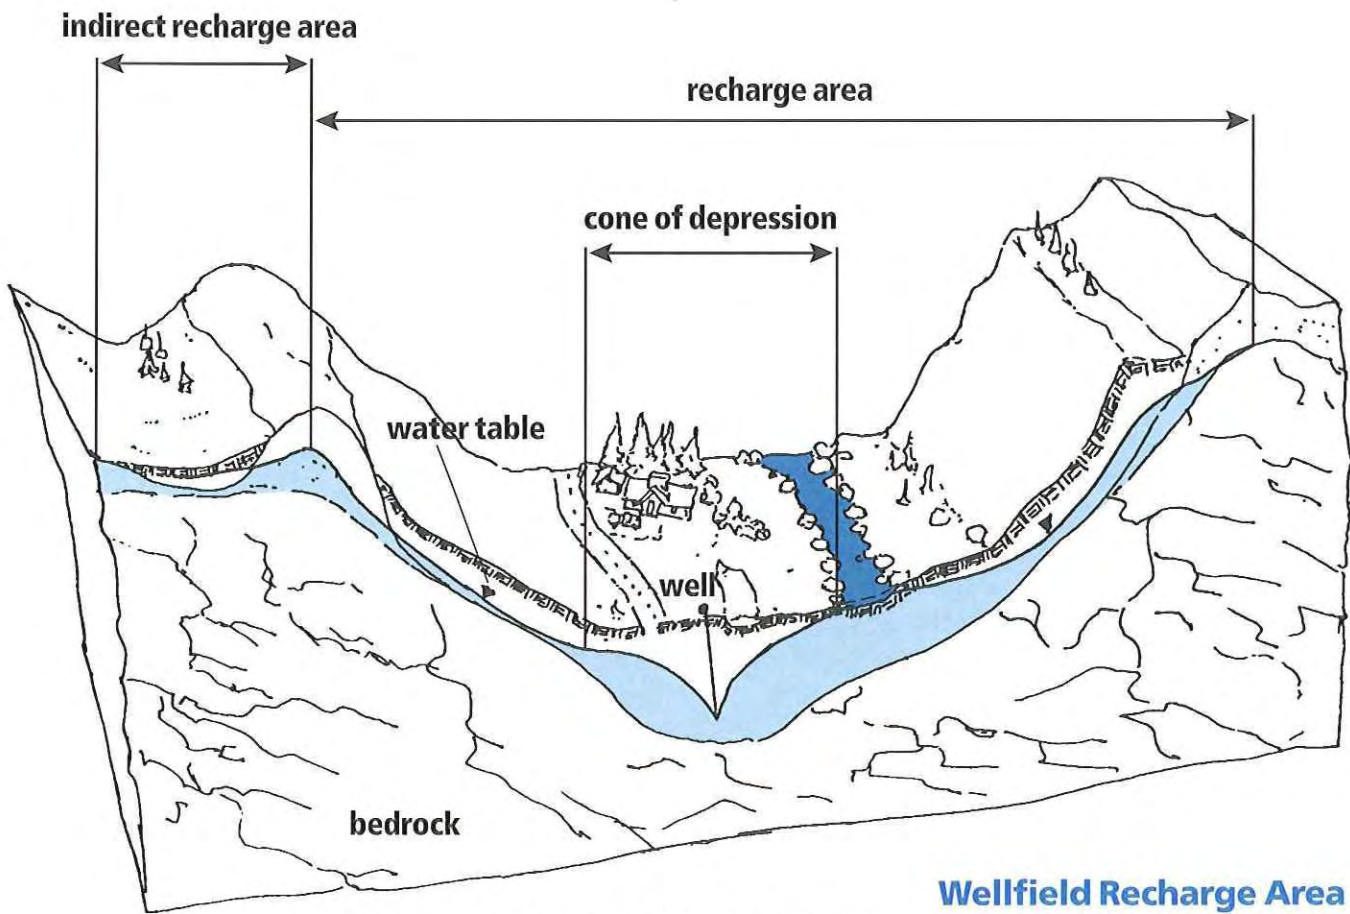 indirect recharge area
recharge area
cone of depression
water table
well
bedrock
Wellfield Recharge Area